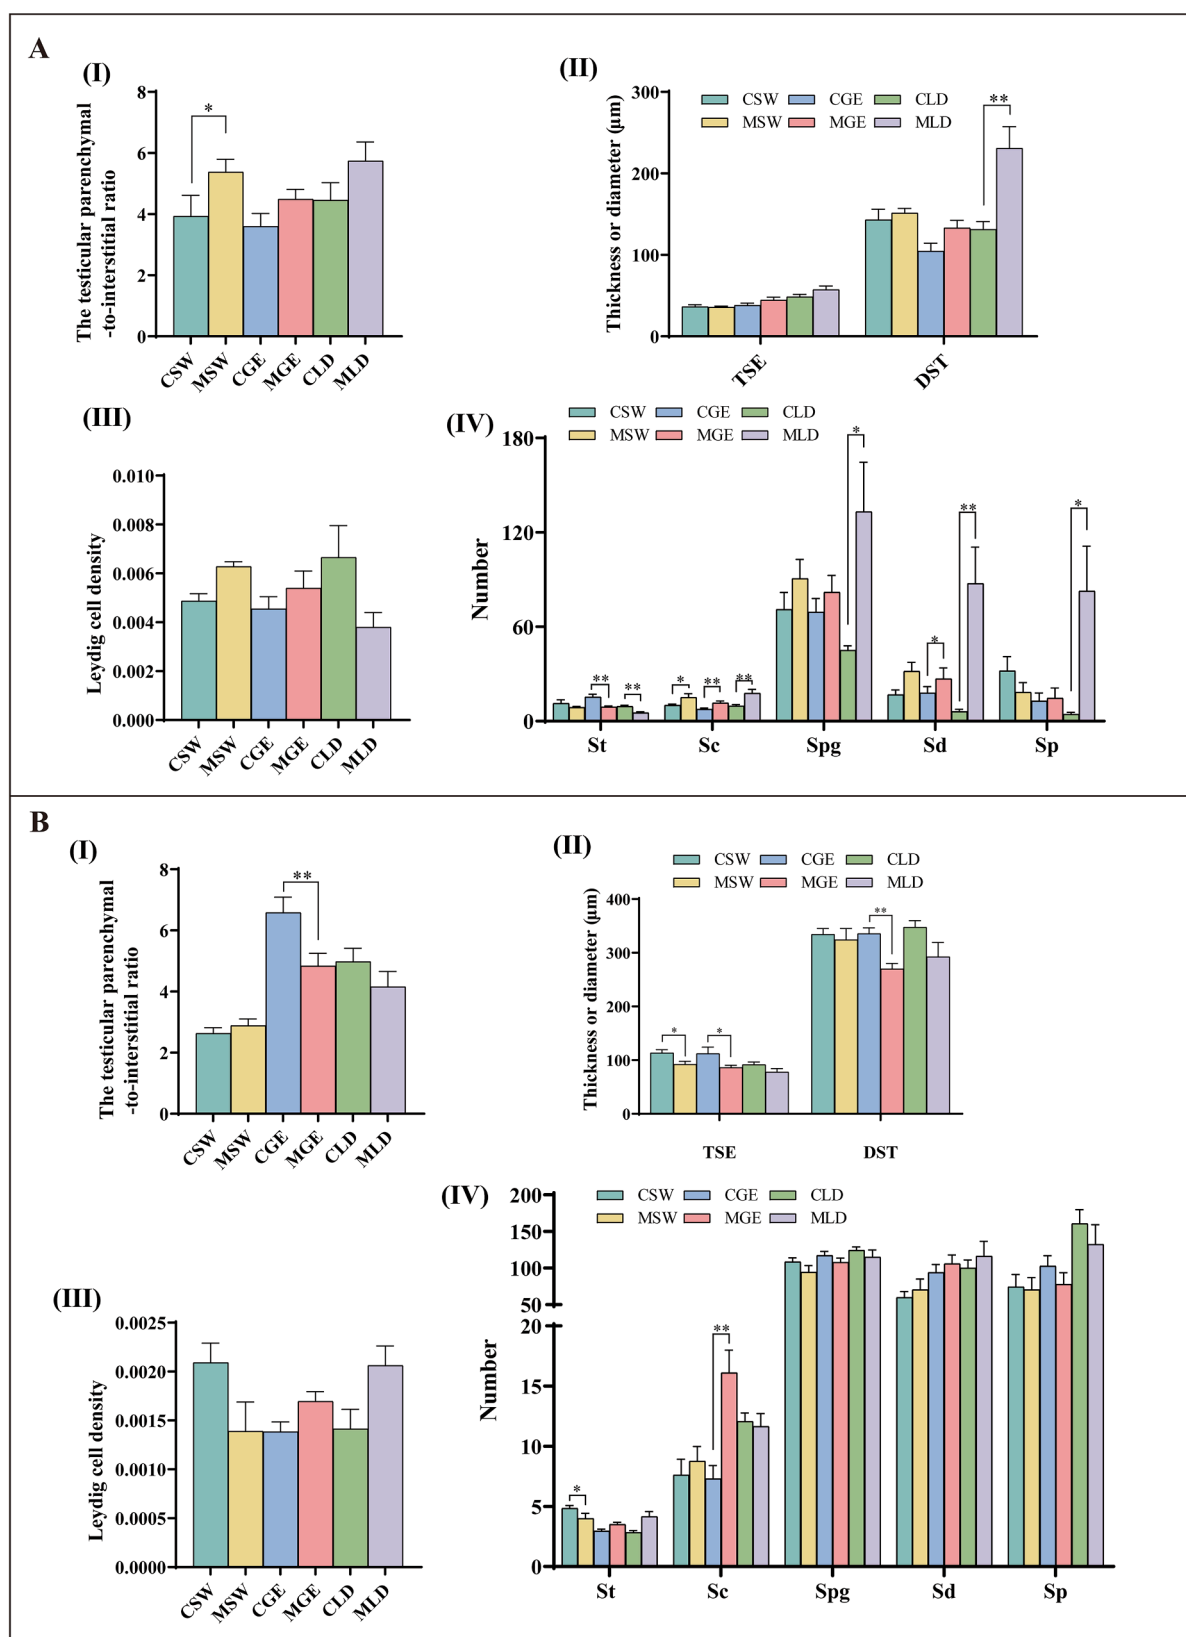 A
(I)
The testicular parenchymal
-to-interstitial ratio
8
6
4
2
0
*
CSW
MSW
CGE
MGE
CLD
MLD
(II)
Thickness or diameter (μm)
300
200
100
0
CSW CGE CLD
MSW MGE MLD
**
TSE DST
(III)
Leydig cell density
0.010
0.008
0.006
0.004
0.002
0.000
CSW
MSW
CGE
MGE
CLD
MLD
(IV)
Number
180
120
60
0
CSW CGE CLD
MSW MGE MLD
** ** * ** ** * * ** *
St Sc Spg Sd Sp
B
(I)
The testicular parenchymal
-to-interstitial ratio
8
6
4
2
0
**
CSW
MSW
CGE
MGE
CLD
MLD
(II)
Thickness or diameter (μm)
400
300
200
100
0
CSW CGE CLD
MSW MGE MLD
* * **
TSE DST
(III)
Leydig cell density
0.0025
0.0020
0.0015
0.0010
0.0005
0.0000
CSW
MSW
CGE
MGE
CLD
MLD
(IV)
Number
200
150
100
50
20
15
10
5
0
CSW CGE CLD
MSW MGE MLD
* **
St Sc Spg Sd Sp